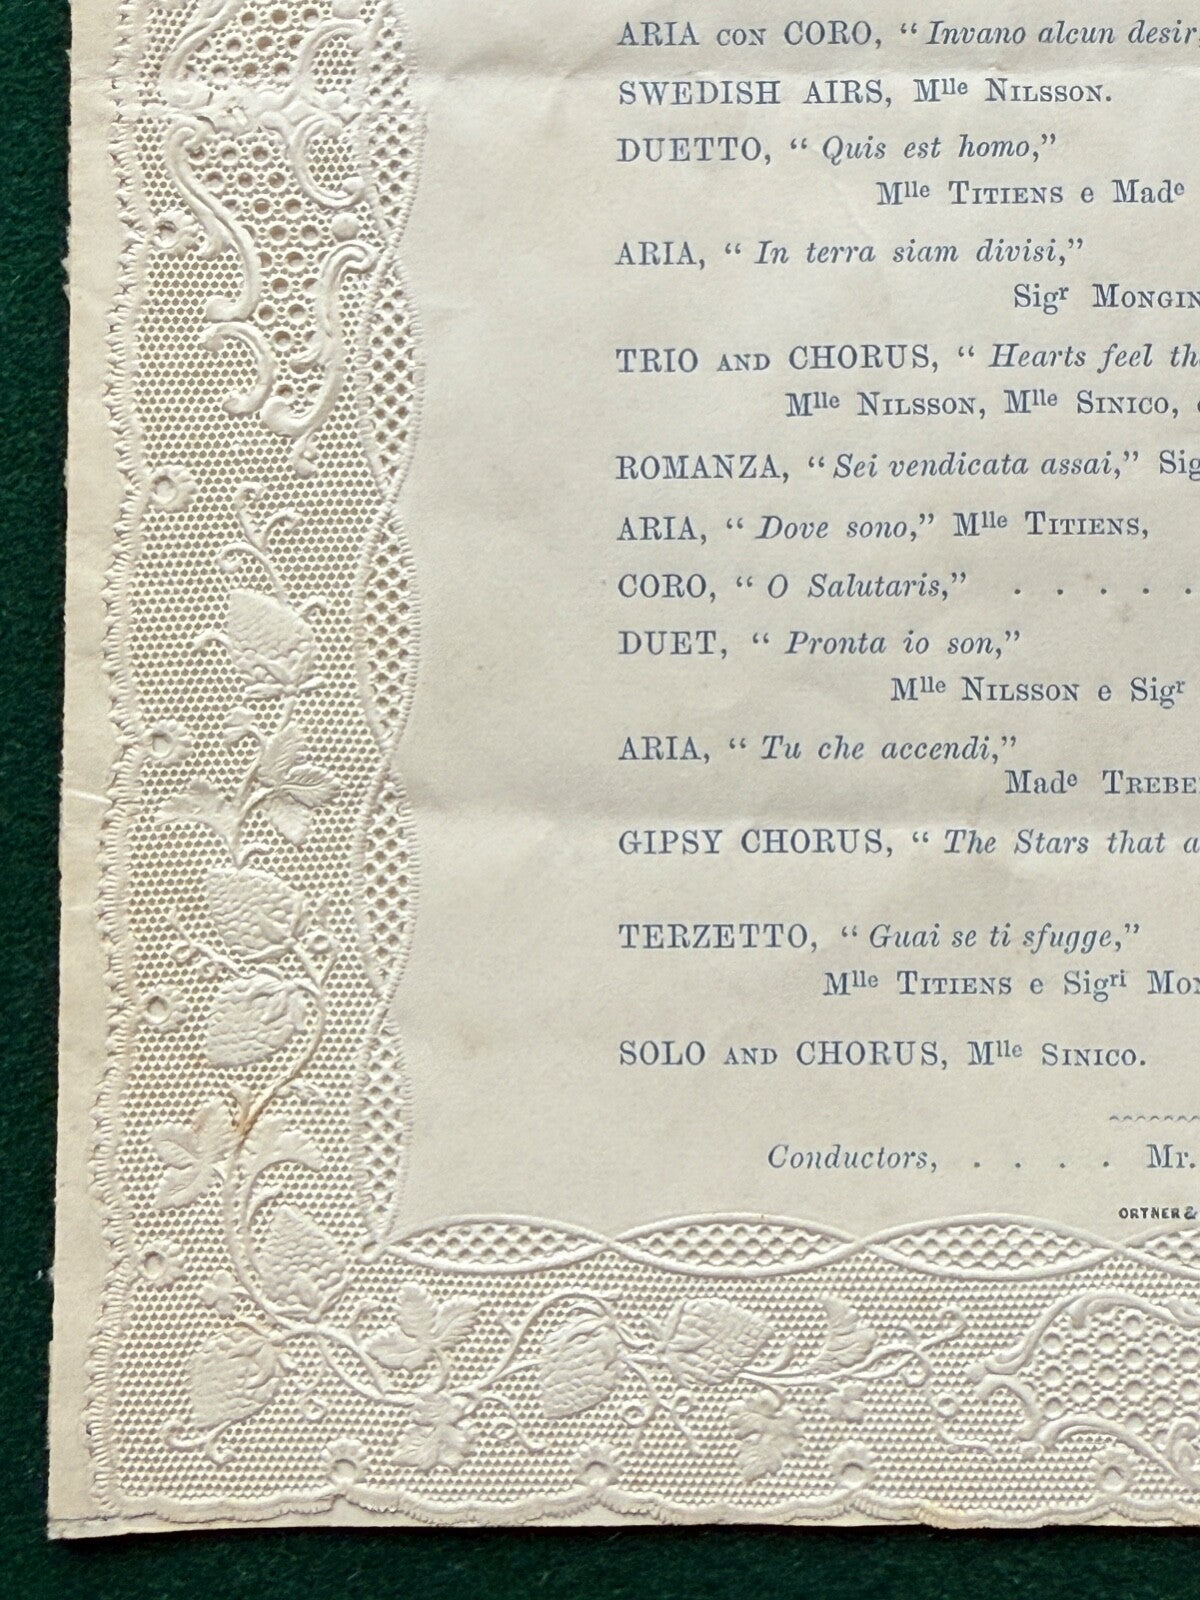 ARIA CON CORO, “Invano alcun desir
SWEDISH AIRS, Mlle NILSSON.
DUETTO, “Quis est homo,”
Mlle TITIENS e Made
ARIA, “In terra siam divisi,”
Sigr MONGIN
TRIO AND CHORUS, “Hearts feel th
Mlle NILSSON, Mlle SINICO,
ROMANZA, “Sei vendicata assai,” Sig
ARIA, “Dove sono,” Mlle TITIENS,
CORO, “O Salutaris,” . . . . .
DUET, “Pronta io son,”
Mlle NILSSON e Sigr
ARIA, “Tu che accendi,”
Made TREBE
GIPSY CHORUS, “The Stars that a
TERZETTO, “Guai se ti sfugge,”
Mlle TITIENS e Sigri MON
SOLO AND CHORUS, Mlle SINICO.
Conductors, . . . . Mr.
ORTNER &